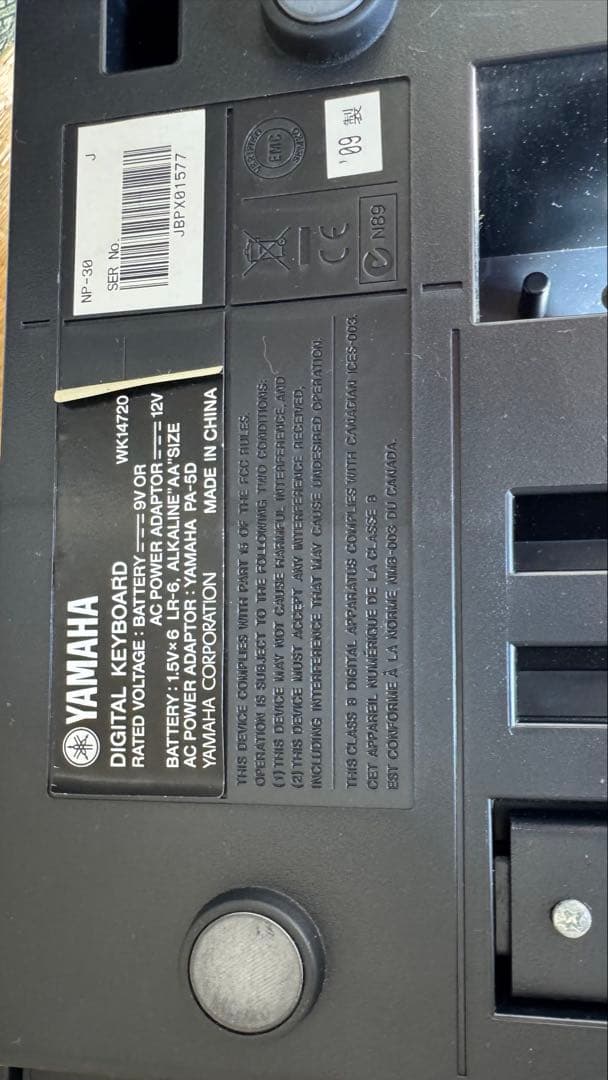 NP-30 J
SER No.
JBPX01577
EMC
'09 製
CE
N89
YAMAHA
DIGITAL KEYBOARD WK14720
RATED VOLTAGE : BATTERY 9V OR
AC POWER ADAPTOR 12V
BATTERY : 1.5V×6 LR-6, ALKALINE"AA"SIZE
AC POWER ADAPTOR : YAMAHA PA-5D
YAMAHA CORPORATION MADE IN CHINA
THIS DEVICE COMPLIES WITH PART 15 OF THE FCC RULES.
OPERATION IS SUBJECT TO THE FOLLOWING TWO CONDITIONS:
(1) THIS DEVICE MAY NOT CAUSE HARMFUL INTERFERENCE, AND
(2) THIS DEVICE MUST ACCEPT ANY INTERFERENCE RECEIVED,
INCLUDING INTERFERENCE THAT MAY CAUSE UNDESIRED OPERATION.
THIS CLASS B DIGITAL APPARATUS COMPLIES WITH CANADIAN ICES-003.
CET APPAREIL NUMÉRIQUE DE LA CLASSE B
EST CONFORME À LA NORME NMB-003 DU CANADA.